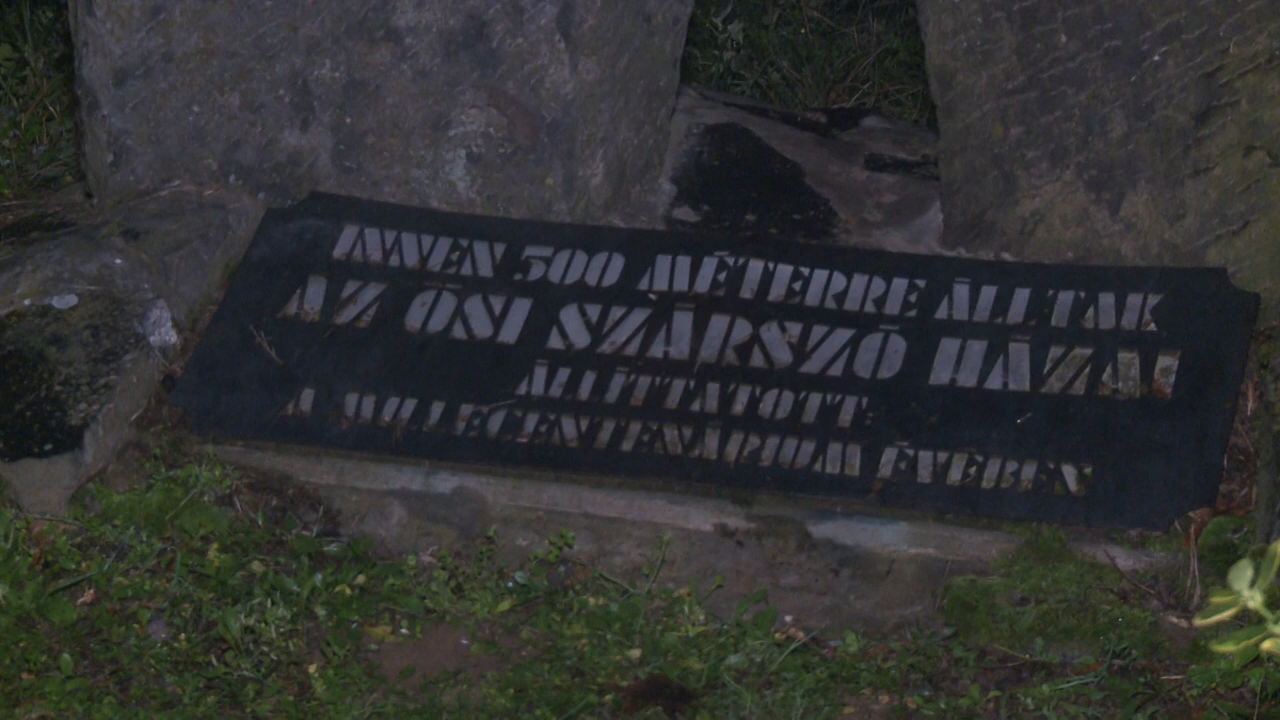 INNEN 500 MÉTERRE ÁLLTAK
AZ ŐSI SZÁRSZÓ HÁZAI
ÁLLÍTTATOTT:
A MILLECENTENÁRIUM ÉVÉBEN